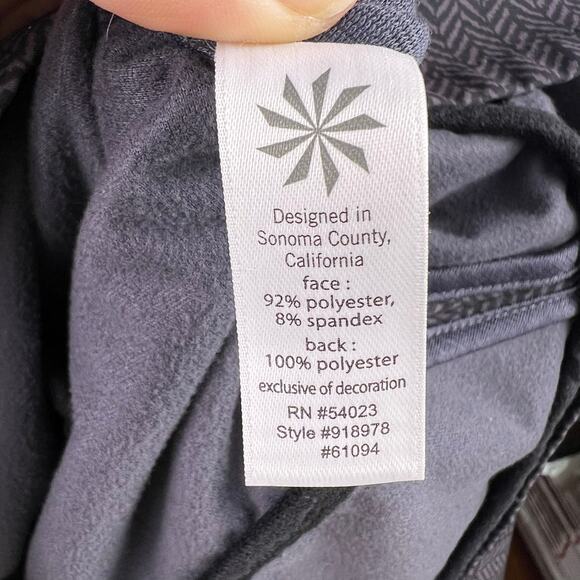 Designed in
Sonoma County,
California
face :
92% polyester,
8% spandex
back :
100% polyester
exclusive of decoration
RN #54023
Style #918978
#61094